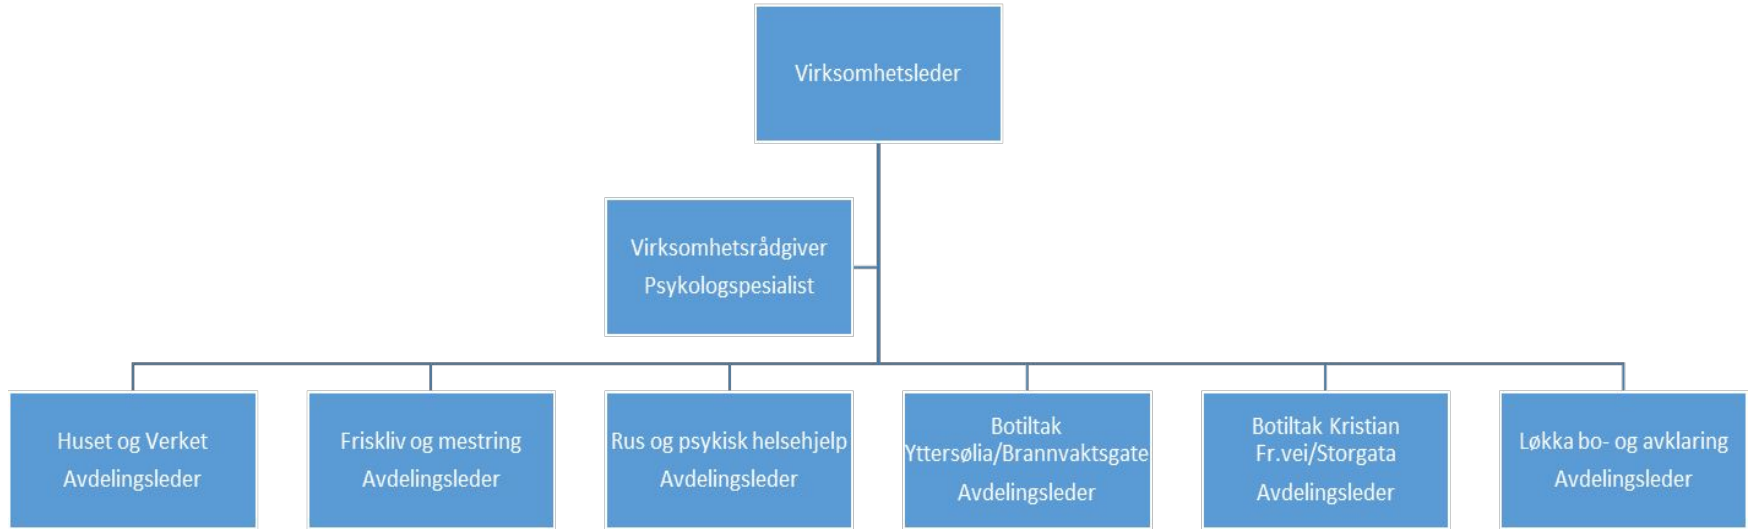 Virksomhetsleder
Virksomhetsrådgiver
Psykologspesialist
Huset og Verket
Avdelingsleder
Friskliv og mestring
Avdelingsleder
Rus og psykisk helsehjelp
Avdelingsleder
Botiltak
Yttersølia/Brannvaktsgate
Avdelingsleder
Botiltak Kristian
Fr.vei/Storgata
Avdelingsleder
Løkka bo- og avklaring
Avdelingsleder